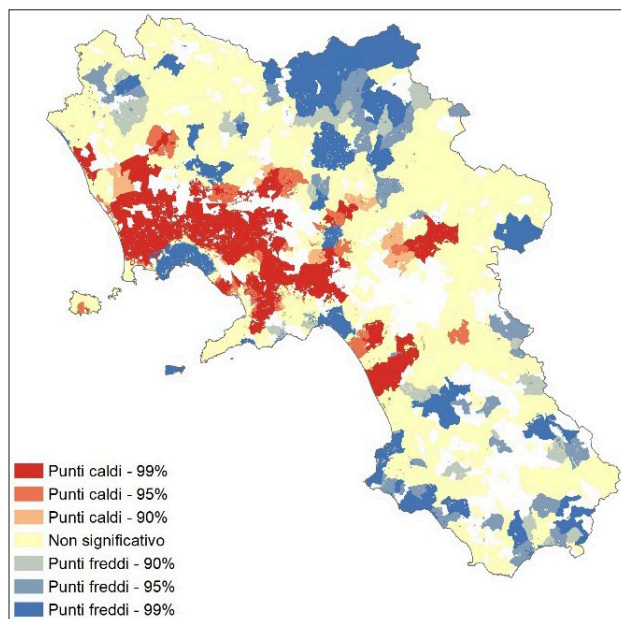 Punti caldi - 99%
Punti caldi - 95%
Punti caldi - 90%
Non significativo
Punti freddi - 90%
Punti freddi - 95%
Punti freddi - 99%